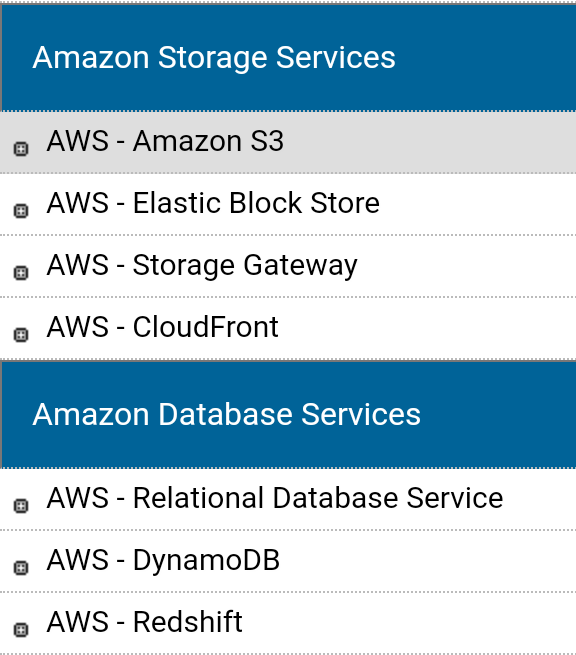 Amazon Storage Services
AWS - Amazon S3
AWS - Elastic Block Store
AWS - Storage Gateway
AWS - CloudFront
Amazon Database Services
AWS - Relational Database Service
AWS - DynamoDB
AWS - Redshift